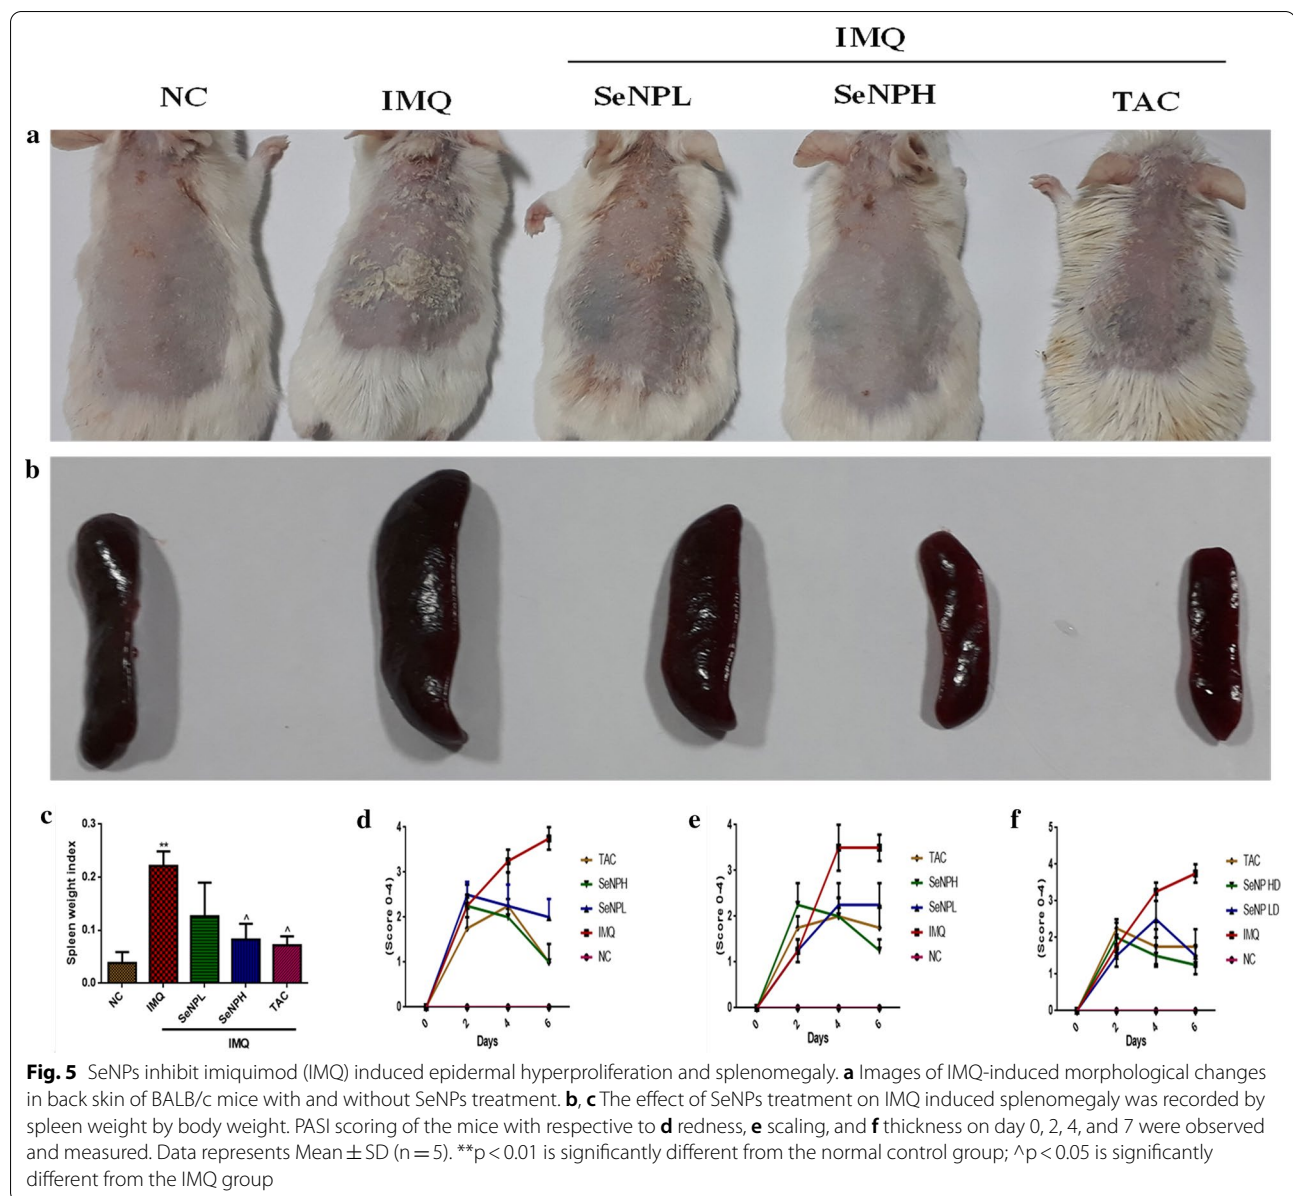 IMQ
NC IMQ SeNPL SeNPH TAC
a
b
c
Spleen weight index
0.3
0.2
0.1
0.0
**
^
^
NC IMQ SeNPL SeNPH TAC
IMQ
d
(Score 0-4)
4
3
2
1
0
0 2 4 6
Days
TAC
SeNPH
SeNPL
IMQ
NC
e
(Score 0-4)
4
3
2
1
0
0 2 4 6
Days
TAC
SeNPH
SeNPL
IMQ
NC
f
(Score 0-4)
5
4
3
2
1
0
0 2 4 6
Days
TAC
SeNP HD
SeNP LD
IMQ
NC
Fig. 5 SeNPs inhibit imiquimod (IMQ) induced epidermal hyperproliferation and splenomegaly. a Images of IMQ-induced morphological changes
in back skin of BALB/c mice with and without SeNPs treatment. b, c The effect of SeNPs treatment on IMQ induced splenomegaly was recorded by
spleen weight by body weight. PASI scoring of the mice with respective to d redness, e scaling, and f thickness on day 0, 2, 4, and 7 were observed
and measured. Data represents Mean ± SD (n = 5). **p < 0.01 is significantly different from the normal control group; ^p < 0.05 is significantly
different from the IMQ group